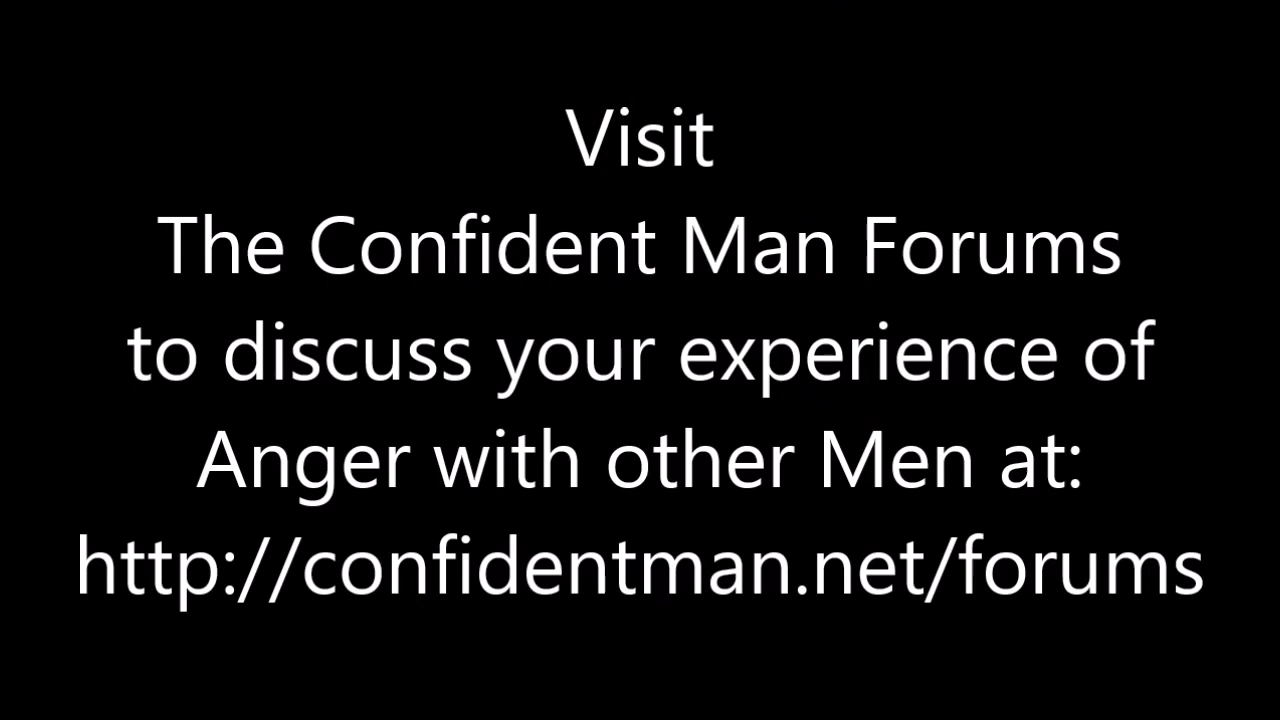 Visit
The Confident Man Forums
to discuss your experience of
Anger with other Men at:
http://confidentman.net/forums